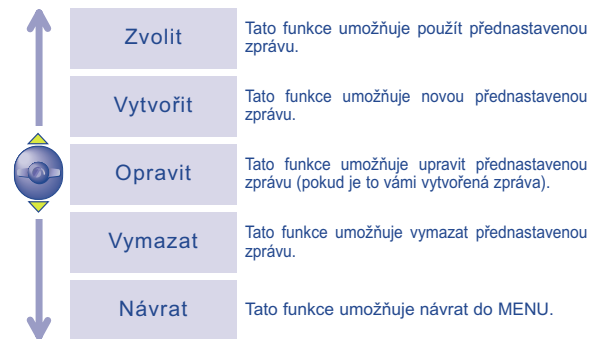 Zvolit
Tato funkce umožňuje použít přednastavenou
zprávu.
Vytvořit
Tato funkce umožňuje novou přednastavenou
zprávu.
Opravit
Tato funkce umožňuje upravit přednastavenou
zprávu (pokud je to vámi vytvořená zpráva).
Vymazat
Tato funkce umožňuje vymazat přednastavenou
zprávu.
Návrat
Tato funkce umožňuje návrat do MENU.